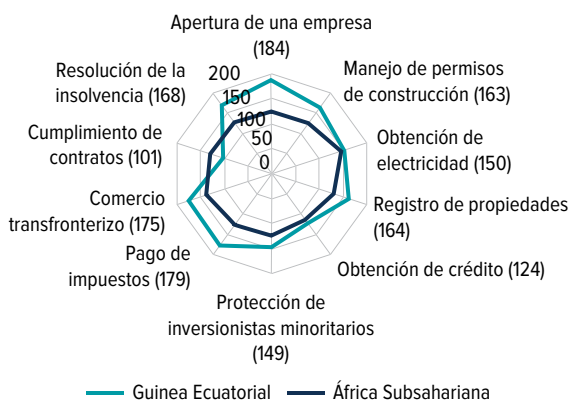 Apertura de una empresa
(184)
Manejo de permisos
de construcción (163)
Obtención de
electricidad (150)
Registro de propiedades
(164)
Obtención de crédito (124)
Protección de
inversionistas minoritarios
(149)
Pago de
impuestos (179)
Comercio
transfronterizo (175)
Cumplimiento de
contratos (101)
Resolución de la
insolvencia (168)
200
150
100
50
0
Guinea Ecuatorial
África Subsahariana